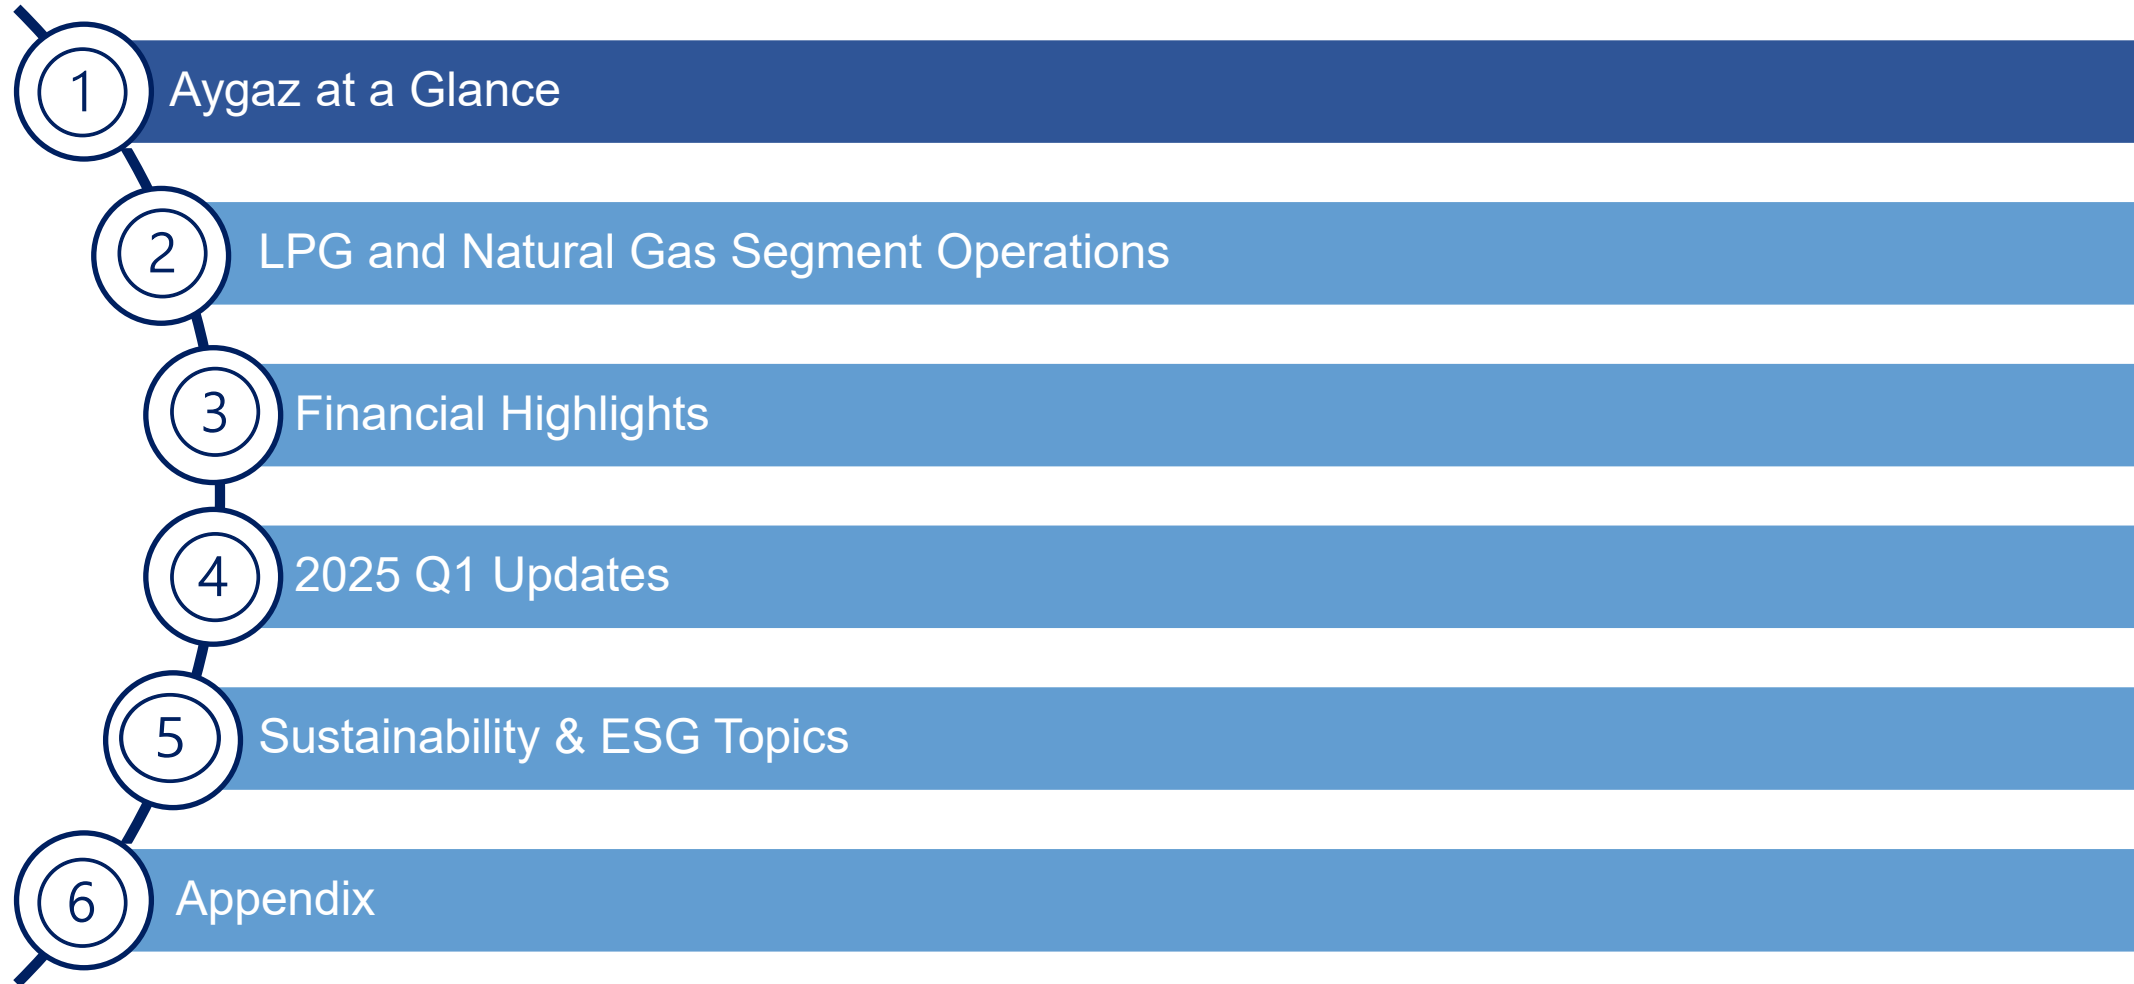 1 Aygaz at a Glance
2 LPG and Natural Gas Segment Operations
3 Financial Highlights
4 2025 Q1 Updates
5 Sustainability & ESG Topics
6 Appendix